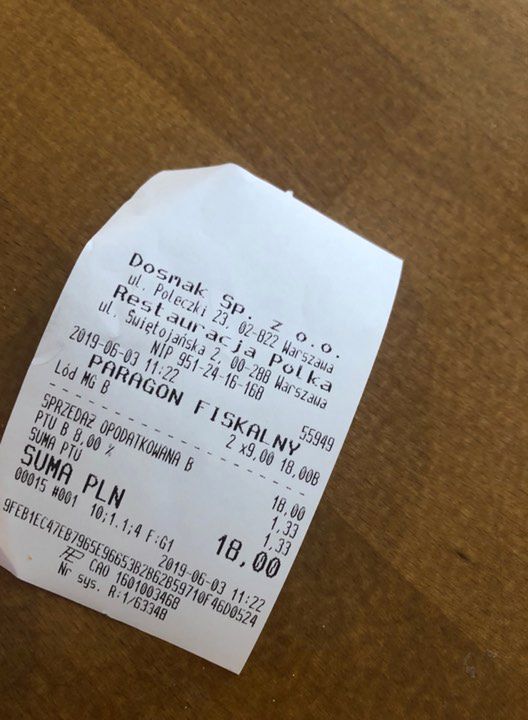 Dosmak Sp. z o.o.
ul. Poleczki 23, 02-822 Warszawa
Restauracja Polka
ul. Świętojańska 2, 00-288 Warszawa
NIP 951-24-16-168
2019-06-03 11:22 55949
PARAGON FISKALNY
Lód MG B 2 x9,00 18,00B
SPRZEDAŻ OPODATKOWANA B 18,00
PTU B 8,00 % 1,33
SUMA PTU 1,33
SUMA PLN 18,00
00015 #001 10:1.1;4 F:G1 2019-06-03 11:22
9FEB1EC47EB7965E96653B2B62B59710F46D0524
CAO 1601003468
Nr sys. R:1/63348